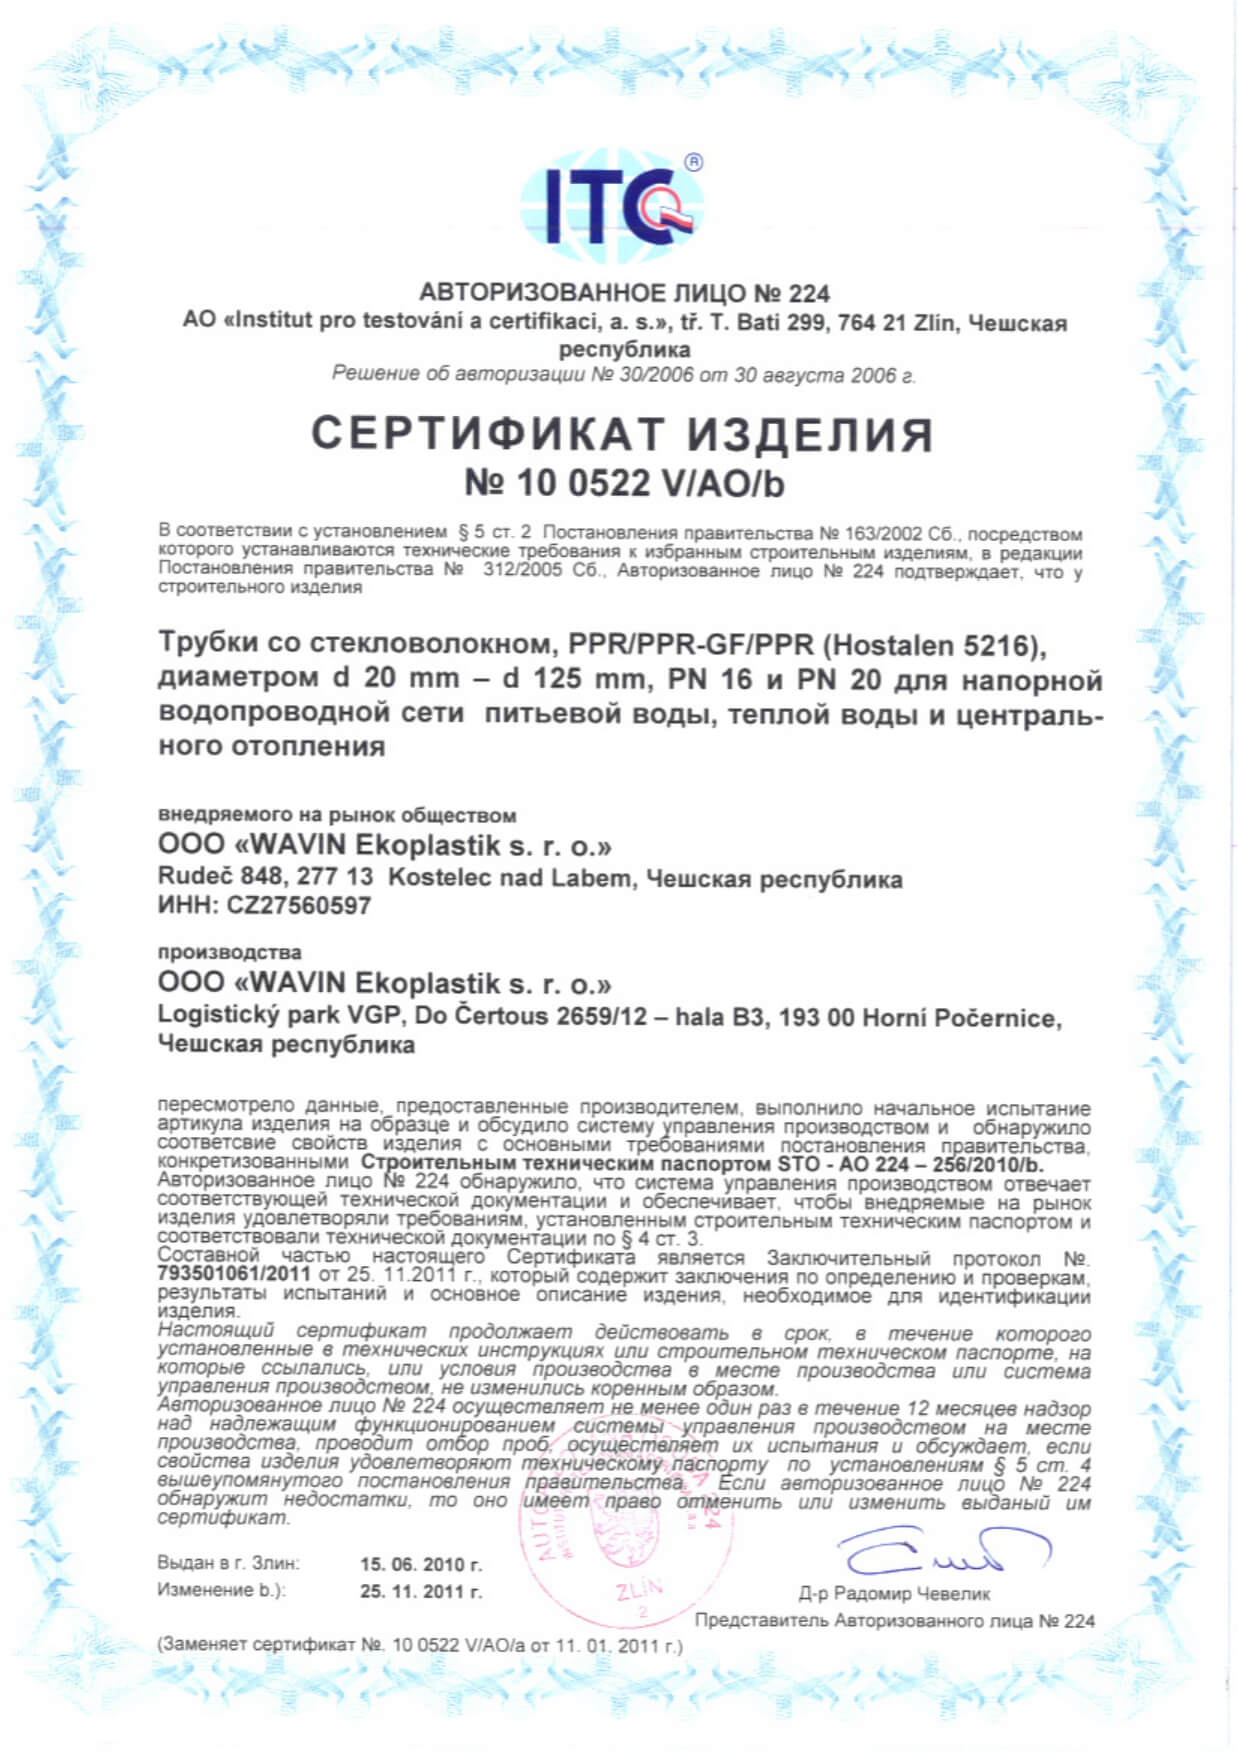 ITC ®
АВТОРИЗОВАННОЕ ЛИЦО № 224
АО «Institut pro testování a certifikaci, a. s.», tř. T. Bati 299, 764 21 Zlín, Чешская
республика
Решение об авторизации № 30/2006 от 30 августа 2006 г.
СЕРТИФИКАТ ИЗДЕЛИЯ
№ 10 0522 V/AO/b
В соответствии с установлением § 5 ст. 2 Постановления правительства № 163/2002 Сб., посредством
которого устанавливаются технические требования к избранным строительным изделиям, в редакции
Постановления правительства № 312/2005 Сб., Авторизованное лицо № 224 подтверждает, что у
строительного изделия
Трубки со стекловолокном, PPR/PPR-GF/PPR (Hostalen 5216),
диаметром d 20 mm – d 125 mm, PN 16 и PN 20 для напорной
водопроводной сети питьевой воды, теплой воды и централь-
ного отопления
внедряемого на рынок обществом
ООО «WAVIN Ekoplastik s. r. o.»
Rudeč 848, 277 13 Kostelec nad Labem, Чешская республика
ИНН: CZ27560597
производства
ООО «WAVIN Ekoplastik s. r. o.»
Logistický park VGP, Do Čertous 2659/12 – hala B3, 193 00 Horní Počernice,
Чешская республика
пересмотрело данные, предоставленные производителем, выполнило начальное испытание
артикула изделия на образце и обсудило систему управления производством и обнаружило
соответсвие свойств изделия с основными требованиями постановления правительства,
конкретизованными Строительным техническим паспортом STO - AO 224 – 256/2010/b.
Авторизованное лицо № 224 обнаружило, что система управления производством отвечает
соответствующей технической документации и обеспечивает, чтобы внедряемые на рынок
изделия удовлетворяли требованиям, установленным строительным техническим паспортом и
соответствовали технической документации по § 4 ст. 3.
Составной частью настоящего Сертификата является Заключительный протокол №.
793501061/2011 от 25. 11.2011 г., который содержит заключения по определению и проверкам,
результаты испытаний и основное описание издения, необходимое для идентификации
изделия.
Настоящий сертификат продолжает действовать в срок, в течение которого
установленные в технических инструкциях или строительном техническом паспорте, на
которые ссылались, или условия производства в месте производства или система
управления производством, не изменились коренным образом.
Авторизованное лицо № 224 осуществляет не менее один раз в течение 12 месяцев надзор
над надлежащим функционированием системы управления производством на месте
производства, проводит отбор проб, осуществляет их испытания и обсуждает, если
свойства изделия удовлетворяют техническому паспорту по установлениям § 5 ст. 4
вышеупомянутого постановления правительства. Если авторизованное лицо № 224
обнаружит недостатки, то оно имеет право отменить или изменить выданый им
сертификат.
Выдан в г. Злин: 15. 06. 2010 г.
Изменение b.): 25. 11. 2011 г.
ZLÍN
2
Д-р Радомир Чевелик
Представитель Авторизованного лица № 224
(Заменяет сертификат №. 10 0522 V/AO/a от 11. 01. 2011 г.)